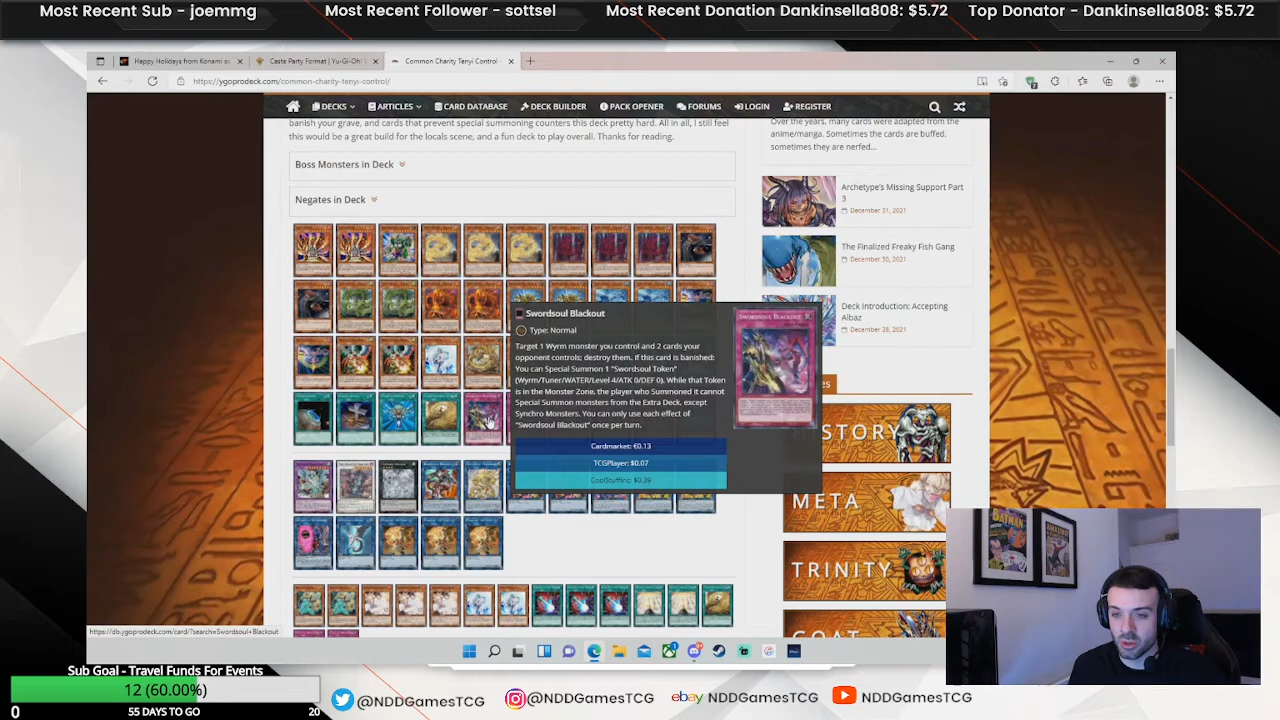 Most Recent Sub - joemmg
Most Recent Follower - sottsel
Most Recent Donation Dankinsella808: $5.72
Top Donator - Dankinsella808: $5.72
Happy Holidays from Konami a
Caste Party Format | Yu-Gi-Oh!
Common Charity Tenyi Control -
https://ygoprodeck.com/common-charity-tenyi-control/
DECKS
ARTICLES
CARD DATABASE
DECK BUILDER
PACK OPENER
FORUMS
LOGIN
REGISTER
banish your grave, and cards that prevent special summoning counters this deck pretty hard. All in all, I still feel
this would be a great build for the locals scene, and a fun deck to play overall. Thanks for reading.
Boss Monsters in Deck
Negates in Deck
Over the years, many cards were adapted from the
anime/manga. Sometimes the cards are buffed,
sometimes they are nerfed...
Archetype's Missing Support Part
3
December 31, 2021
The Finalized Freaky Fish Gang
December 30, 2021
Deck Introduction: Accepting
Albaz
December 28, 2021
Swordsoul Blackout
Type: Normal
Target 1 Wyrm monster you control and 2 cards your
opponent controls; destroy them. If this card is banished:
You can Special Summon 1 "Swordsoul Token"
(Wyrm/Tuner/WATER/Level 4/ATK 0/DEF 0). While that Token
is in the Monster Zone, the player who Summoned it cannot
Special Summon monsters from the Extra Deck, except
Synchro Monsters. You can only use each effect of
"Swordsoul Blackout" once per turn.
Cardmarket: €0.13
TCGPlayer: $0.07
CoolStuffInc: $0.39
SWORDSOUL BLACKOUT
ISTORY
META
TRINITY
GOAT
BATMAN
https://db.ygoprodeck.com/card/?search=Swordsoul+Blackout
Sub Goal - Travel Funds For Events
12 (60.00%)
0
55 DAYS TO GO
20
@NDDGamesTCG
@NDDGamesTCG
ebay NDDGamesTCG
NDDGamesTCG